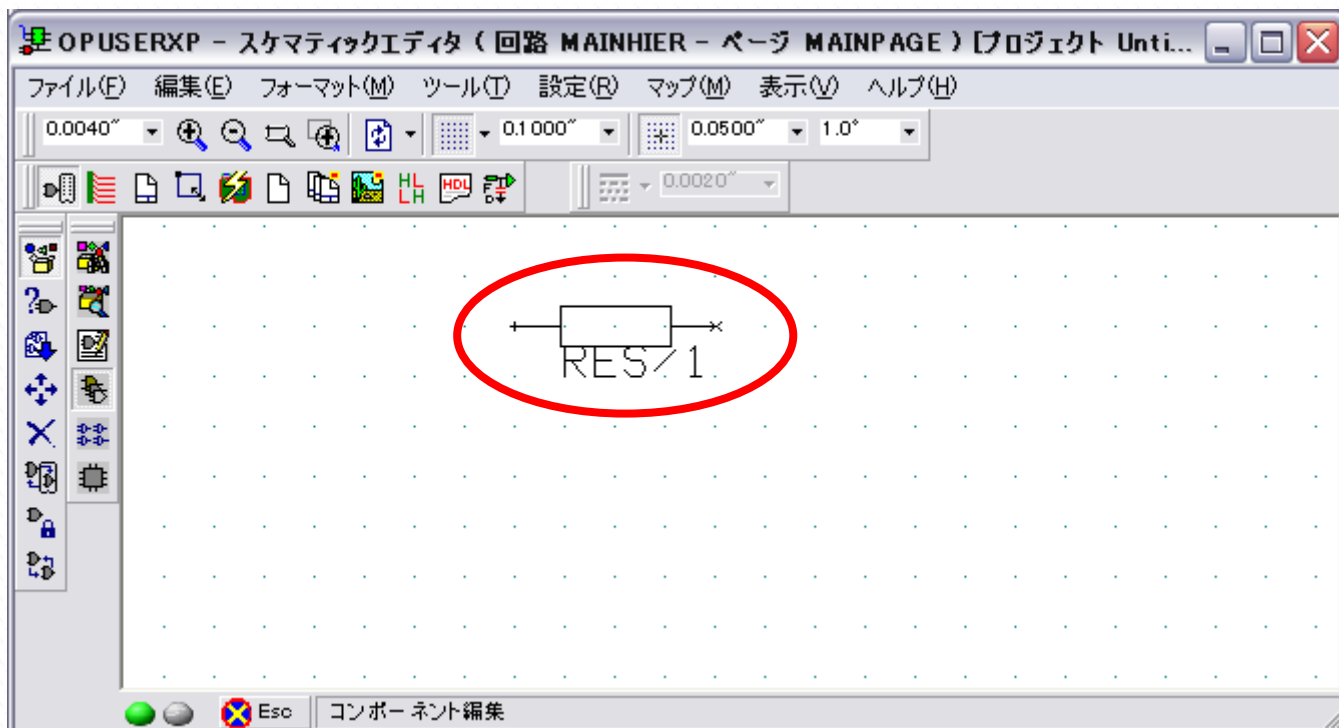 OPUSERXP - スケマティックエディタ ( 回路 MAINHIER - ページ MAINPAGE ) [プロジェクト Unti...
ファイル(F) 編集(E) フォーマット(M) ツール(T) 設定(R) マップ(M) 表示(V) ヘルプ(H)
0.0040" 0.1000" 0.0500" 1.0°
HL LH HDL 0.0020"
RES/1
Esc コンポーネント編集